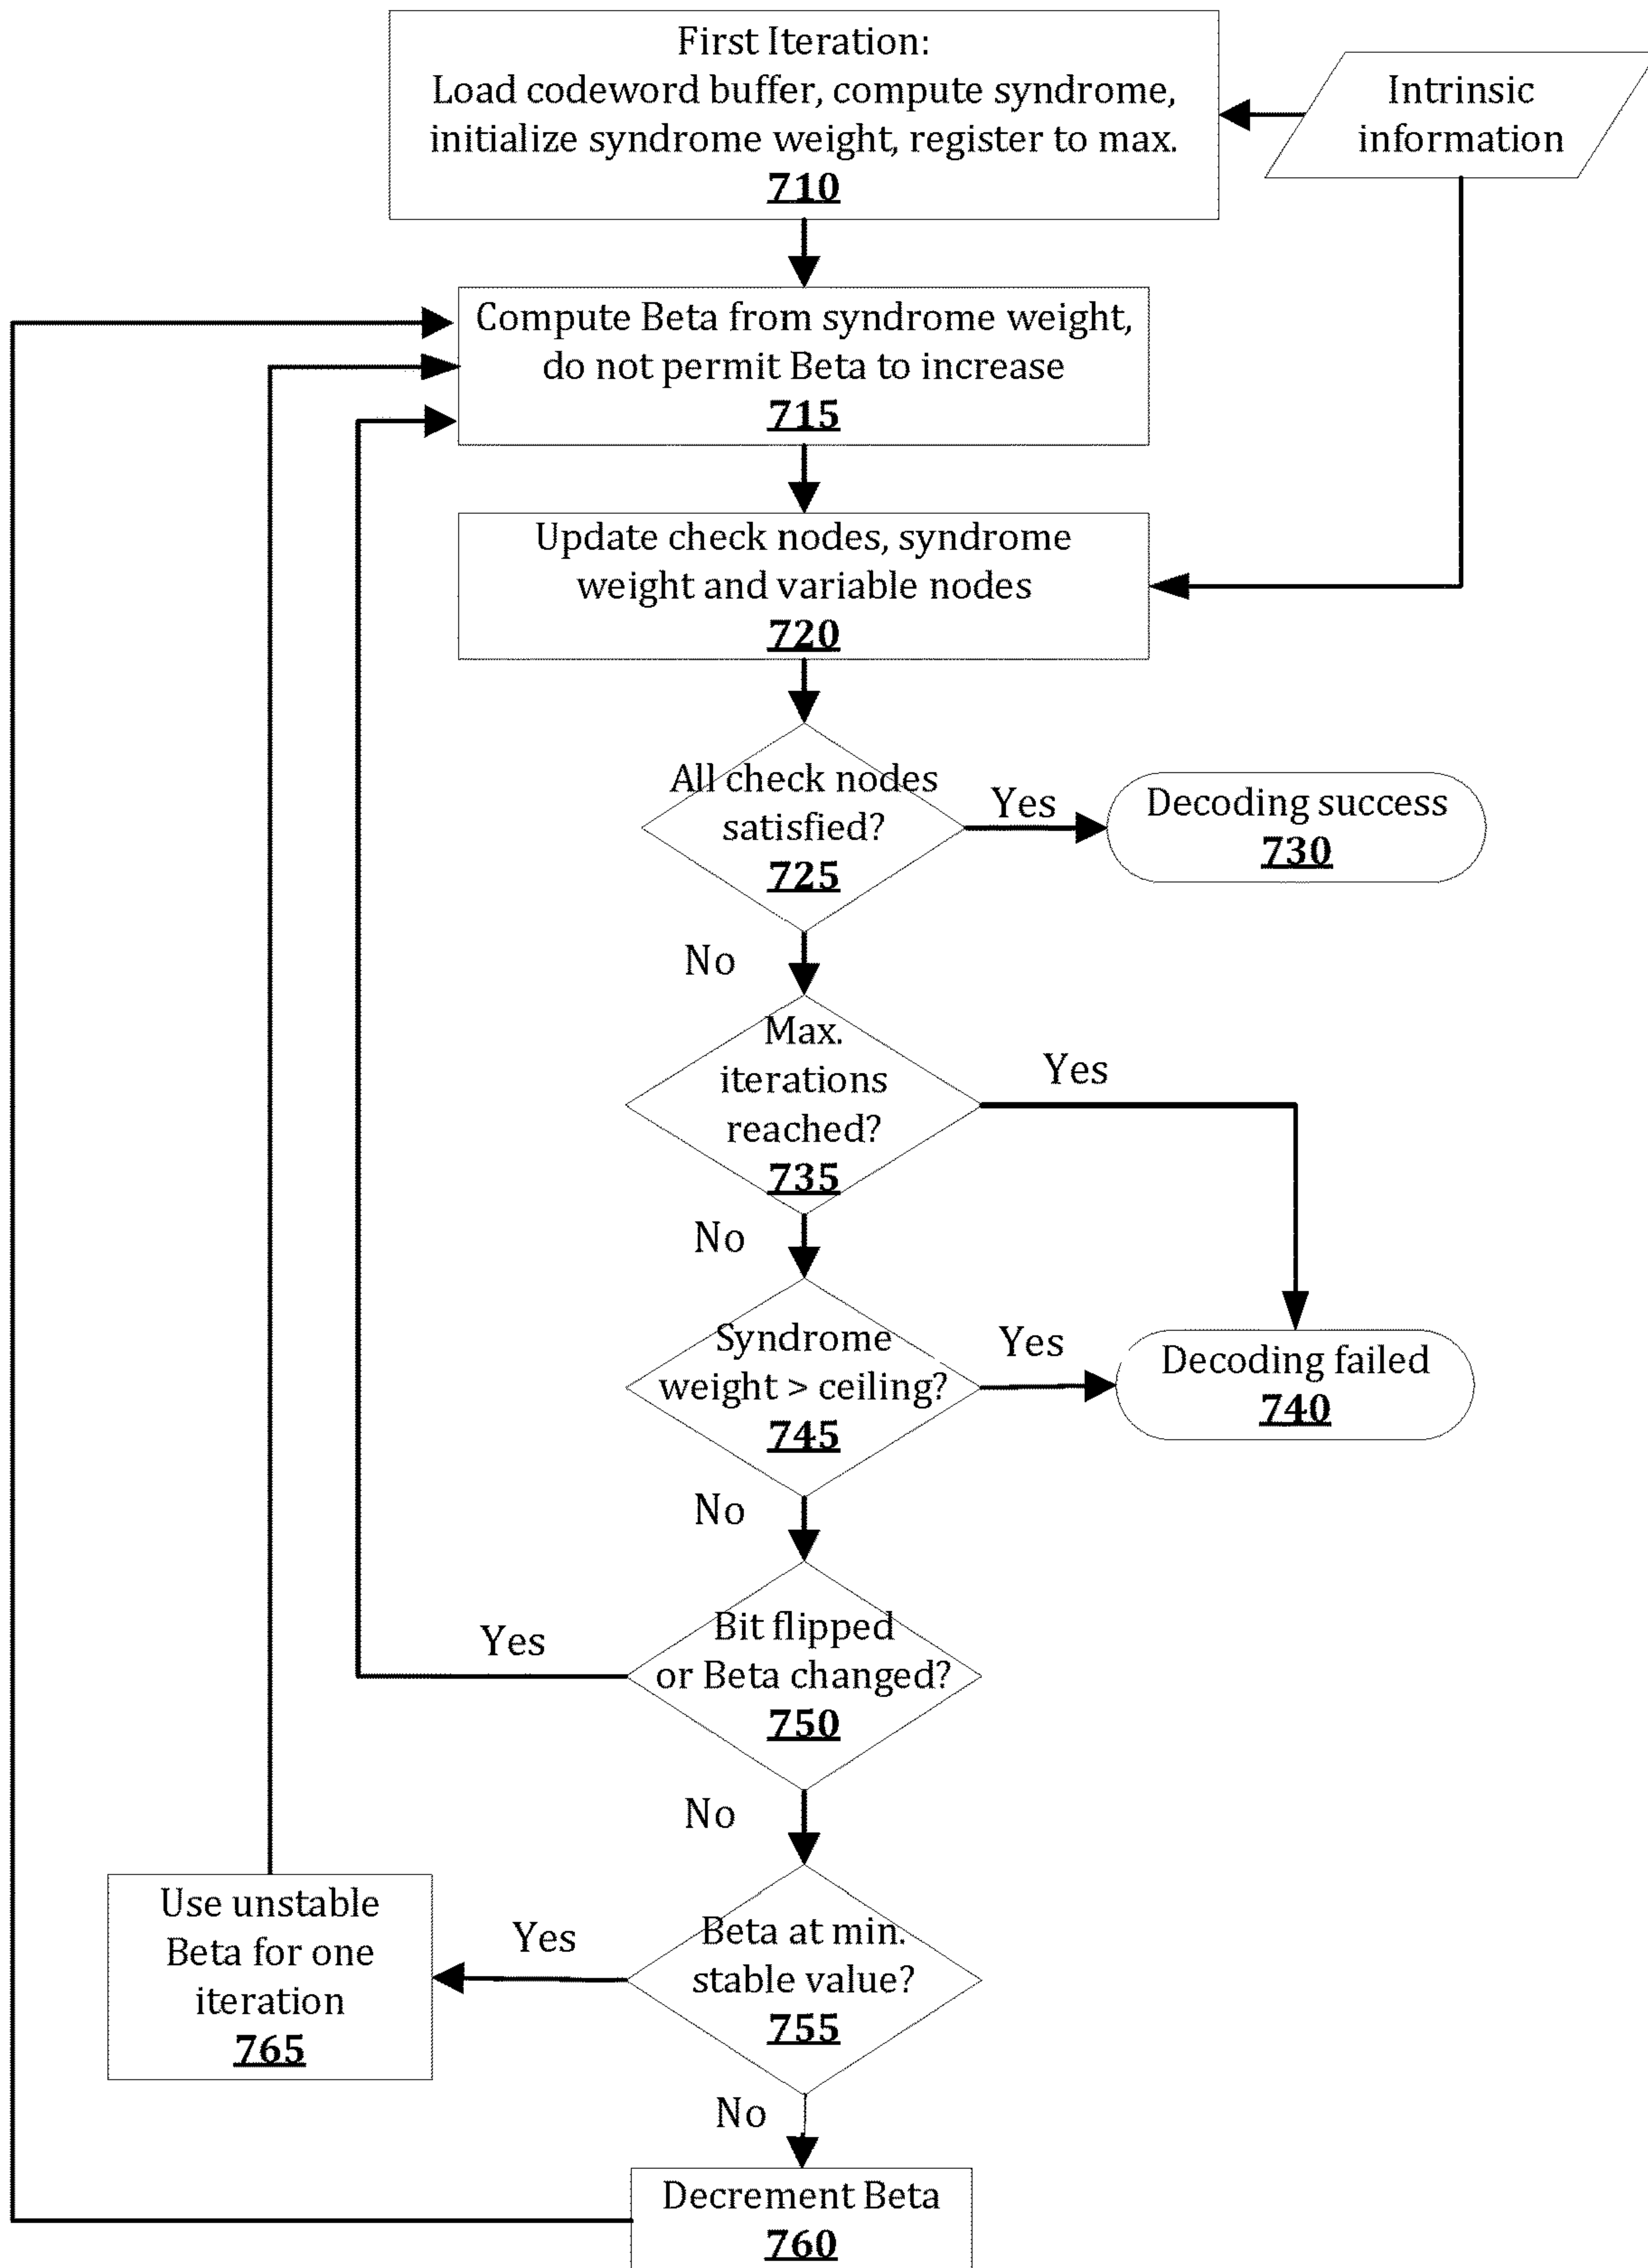 First Iteration:
Load codeword buffer, compute syndrome,
initialize syndrome weight, register to max.
710
Intrinsic
information
Compute Beta from syndrome weight,
do not permit Beta to increase
715
Update check nodes, syndrome
weight and variable nodes
720
All check nodes
satisfied?
725
Yes
Decoding success
730
No
Max.
iterations
reached?
735
Yes
No
Syndrome
weight > ceiling?
745
Yes
Decoding failed
740
No
Bit flipped
or Beta changed?
750
Yes
No
Beta at min.
stable value?
755
Yes
Use unstable
Beta for one
iteration
765
No
Decrement Beta
760